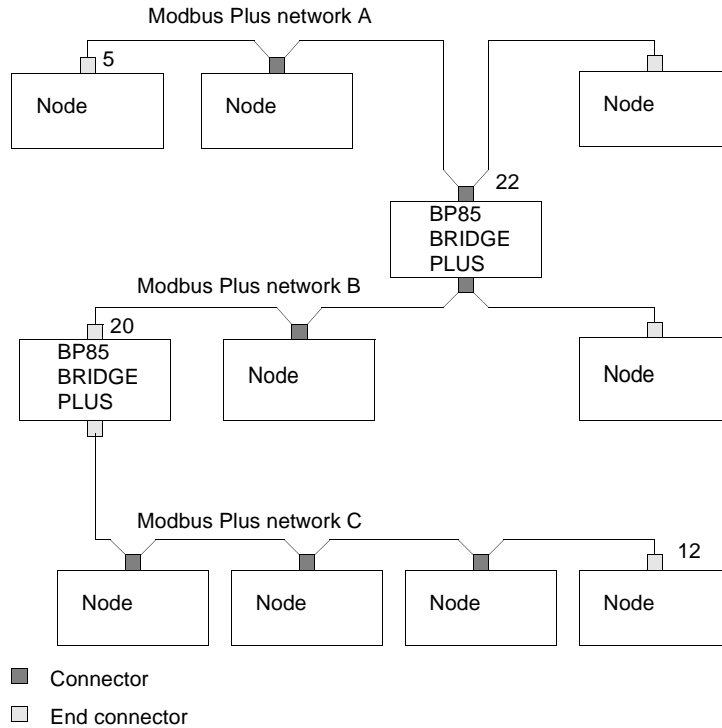 Modbus Plus network A
5
Node
Node
Node
22
BP85
BRIDGE
PLUS
Modbus Plus network B
20
BP85
BRIDGE
PLUS
Node
Node
Modbus Plus network C
12
Node
Node
Node
Node
Connector
End connector